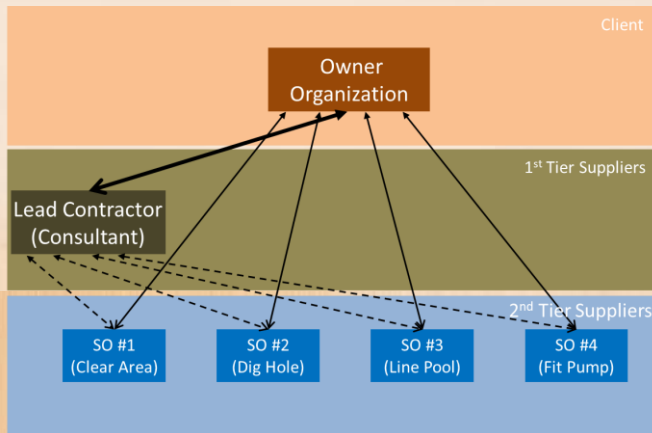 Client
Owner
Organization
1st Tier Suppliers
Lead Contractor
(Consultant)
2nd Tier Suppliers
SO #1
(Clear Area)
SO #2
(Dig Hole)
SO #3
(Line Pool)
SO #4
(Fit Pump)